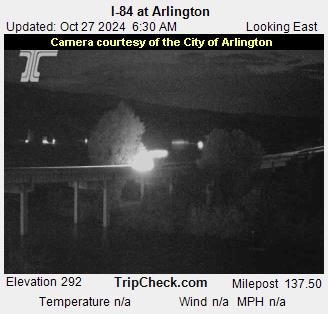 I-84 at Arlington
Updated: Oct 27 2024 6:30 AM Looking East
Camera courtesy of the City of Arlington
Elevation 292 TripCheck.com Milepost 137.50
Temperature n/a Wind n/a MPH n/a